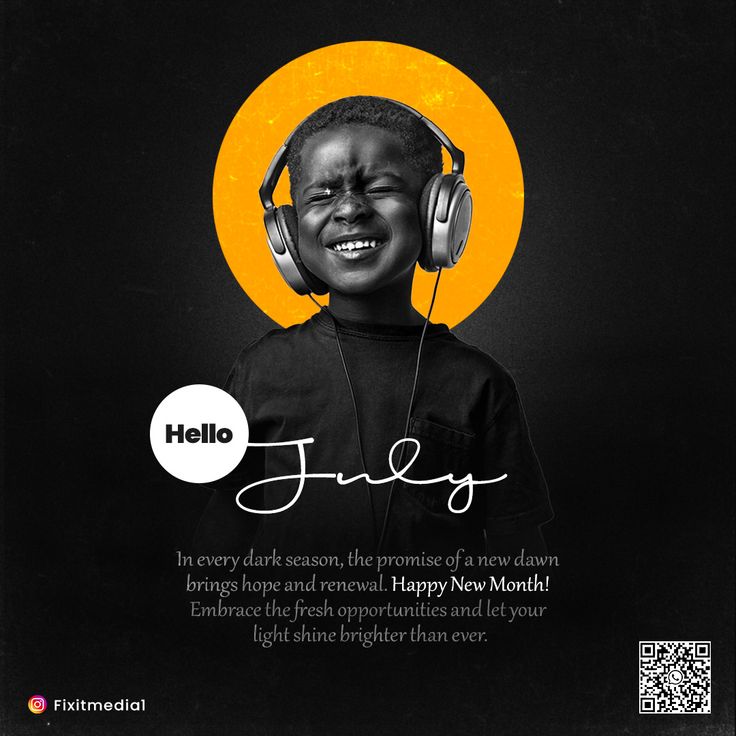 Hello
July
In every dark season, the promise of a new dawn
brings hope and renewal. Happy New Month!
Embrace the fresh opportunities and let your
light shine brighter than ever.
Fixitmedia1